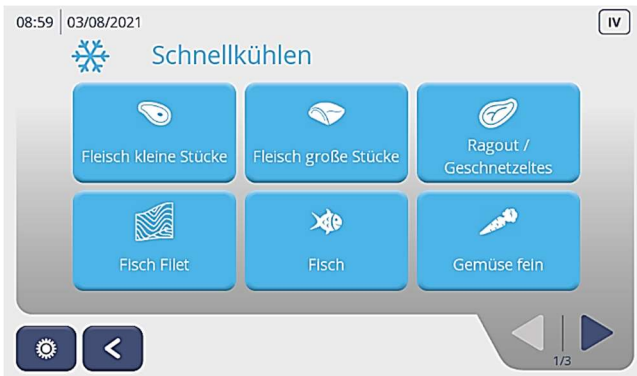 08:59 03/08/2021 IV
Schnellkühlen
Fleisch kleine Stücke
Fleisch große Stücke
Ragout /
Geschnetzeltes
Fisch Filet
Fisch
Gemüse fein
1/3